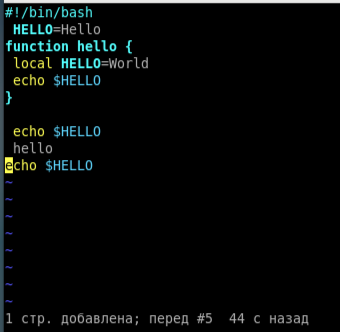 #!/bin/bash
 HELLO=Hello
function hello {
 local HELLO=World
 echo $HELLO
}

 echo $HELLO
 hello
echo $HELLO
~
~
~
~
~
~
~
~
1 стр. добавлена; перед #5  44 с назад